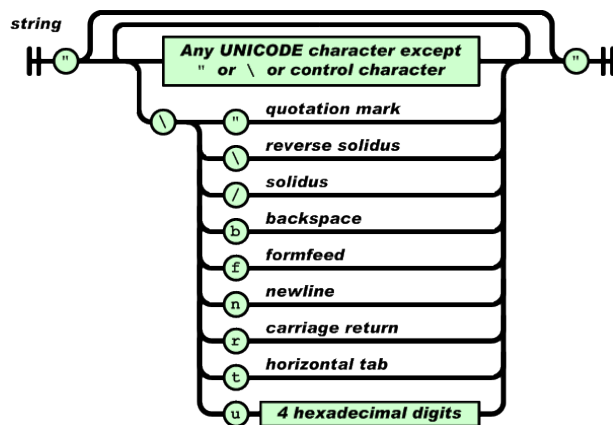 string
"
Any UNICODE character except
" or \ or control character
"
\
" quotation mark
\ reverse solidus
/ solidus
b backspace
f formfeed
n newline
r carriage return
t horizontal tab
u 4 hexadecimal digits